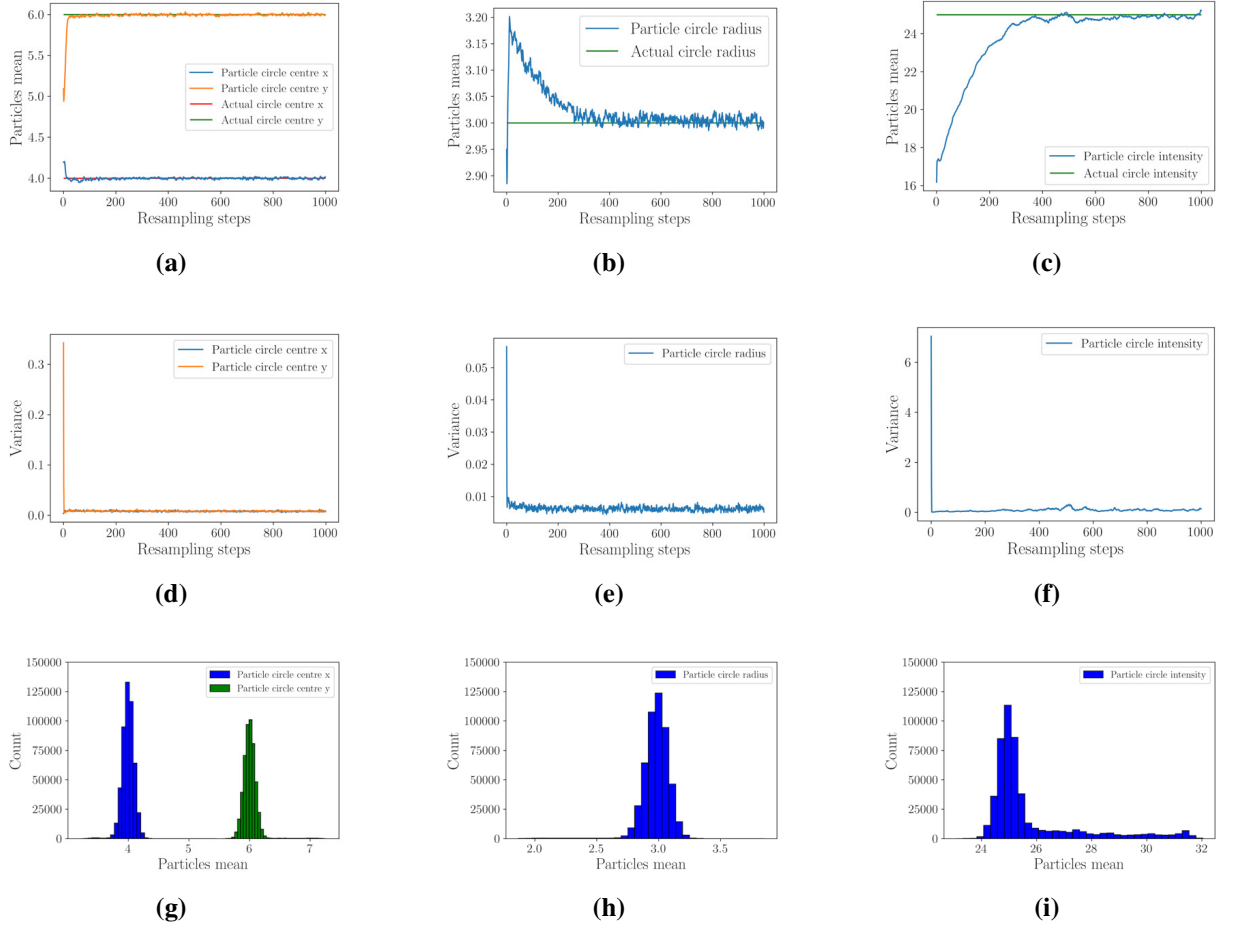 6.0
5.5
5.0
4.5
4.0
Particles mean
Particle circle centre x
Particle circle centre y
Actual circle centre x
Actual circle centre y
0 200 400 600 800 1000
Resampling steps
(a)
3.20
3.15
3.10
3.05
3.00
2.95
2.90
Particles mean
Particle circle radius
Actual circle radius
0 200 400 600 800 1000
Resampling steps
(b)
24
22
20
18
16
Particles mean
Particle circle intensity
Actual circle intensity
0 200 400 600 800 1000
Resampling steps
(c)
0.3
0.2
0.1
0.0
Variance
Particle circle centre x
Particle circle centre y
0 200 400 600 800 1000
Resampling steps
(d)
0.05
0.04
0.03
0.02
0.01
Variance
Particle circle radius
0 200 400 600 800 1000
Resampling steps
(e)
6
4
2
0
Variance
Particle circle intensity
0 200 400 600 800 1000
Resampling steps
(f)
150000
125000
100000
75000
50000
25000
0
Count
Particle circle centre x
Particle circle centre y
4 5 6 7
Particles mean
(g)
150000
125000
100000
75000
50000
25000
0
Count
Particle circle radius
2.0 2.5 3.0 3.5
Particles mean
(h)
150000
125000
100000
75000
50000
25000
0
Count
Particle circle intensity
24 26 28 30 32
Particles mean
(i)